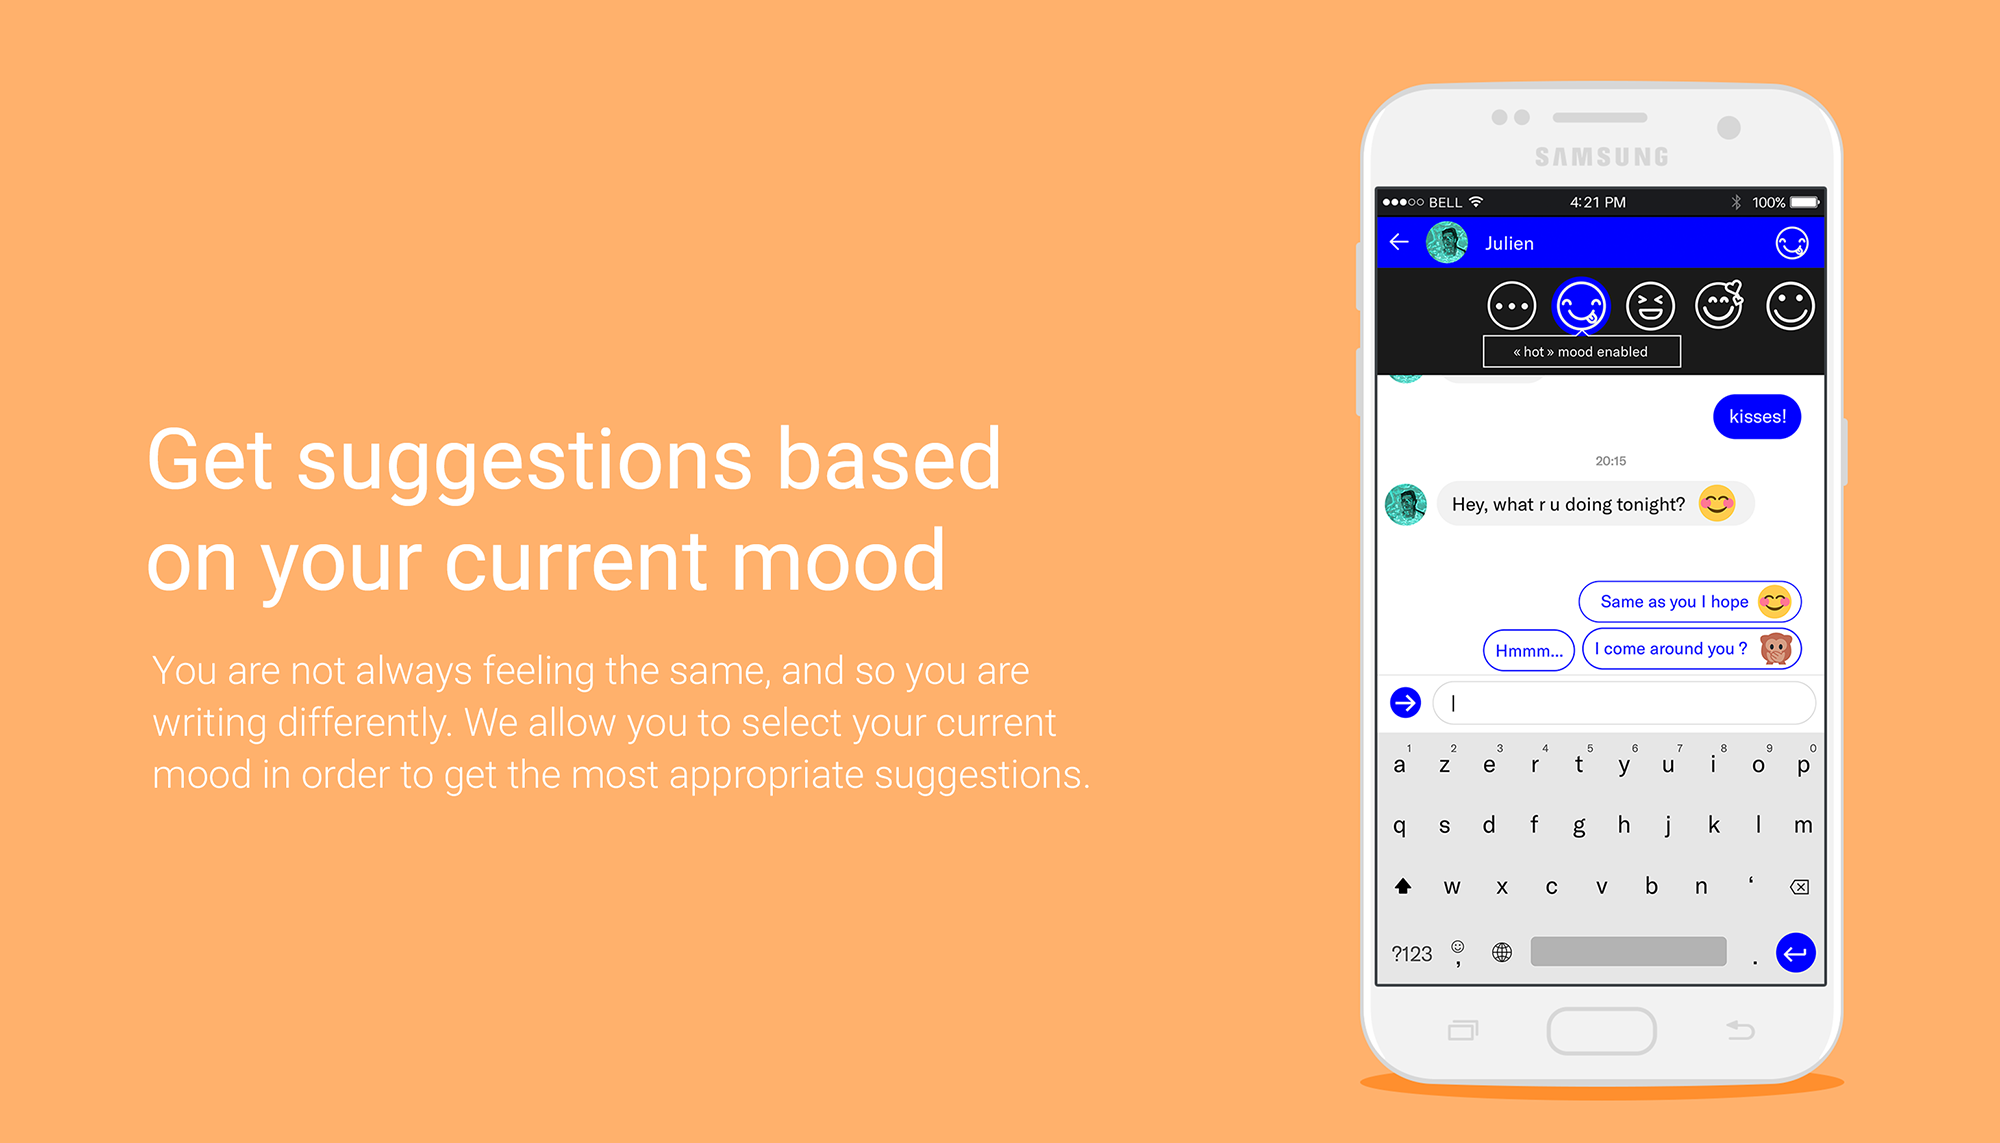 Get suggestions based
on your current mood
You are not always feeling the same, and so you are
writing differently. We allow you to select your current
mood in order to get the most appropriate suggestions.
SAMSUNG
BELL 4:21 PM 100%
Julien
« hot » mood enabled
kisses!
20:15
Hey, what r u doing tonight?
Same as you I hope
Hmmm... I come around you ?
1 2 3 4 5 6 7 8 9 0
a z e r t y u i o p
q s d f g h j k l m
w x c v b n ‘
?123 , .